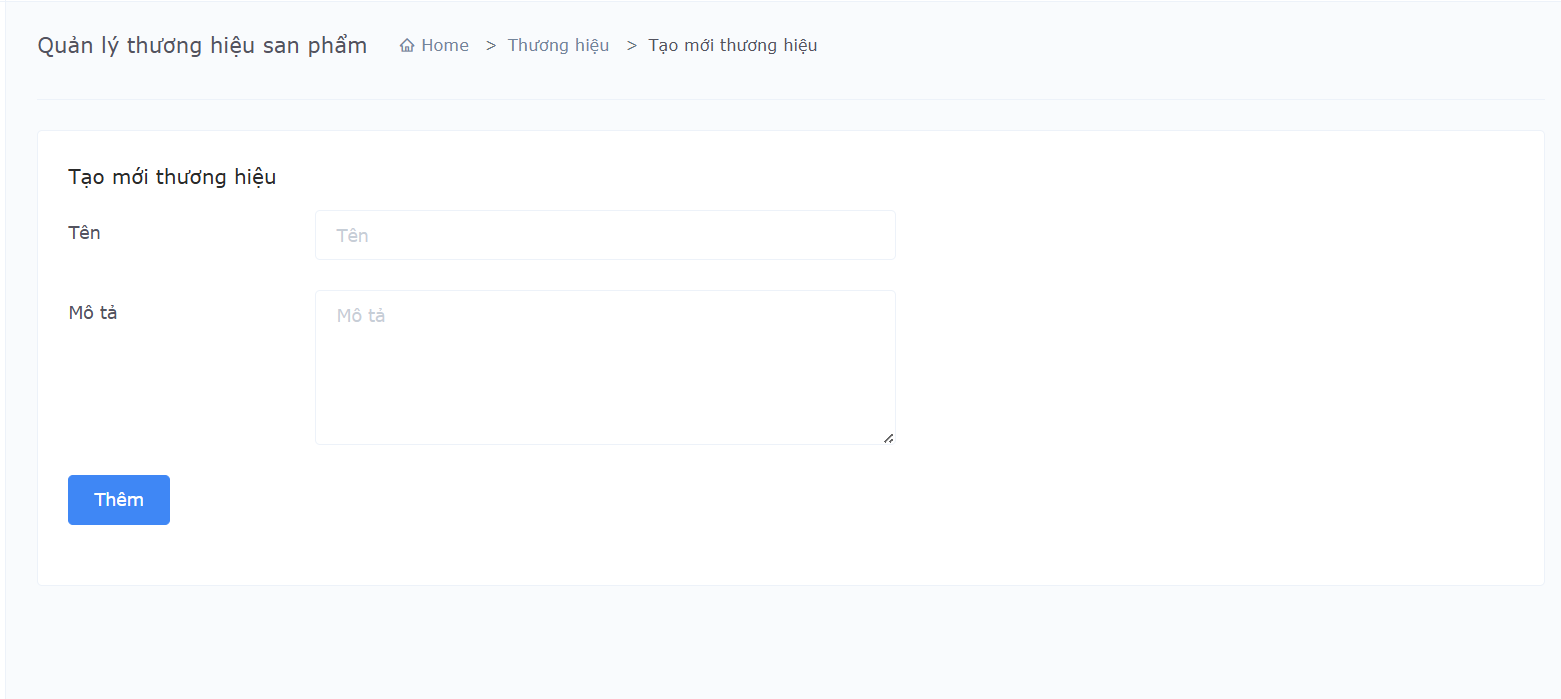 Quản lý thương hiệu san phẩm Home > Thương hiệu > Tạo mới thương hiệu
Tạo mới thương hiệu
Tên Tên
Mô tả Mô tả
Thêm